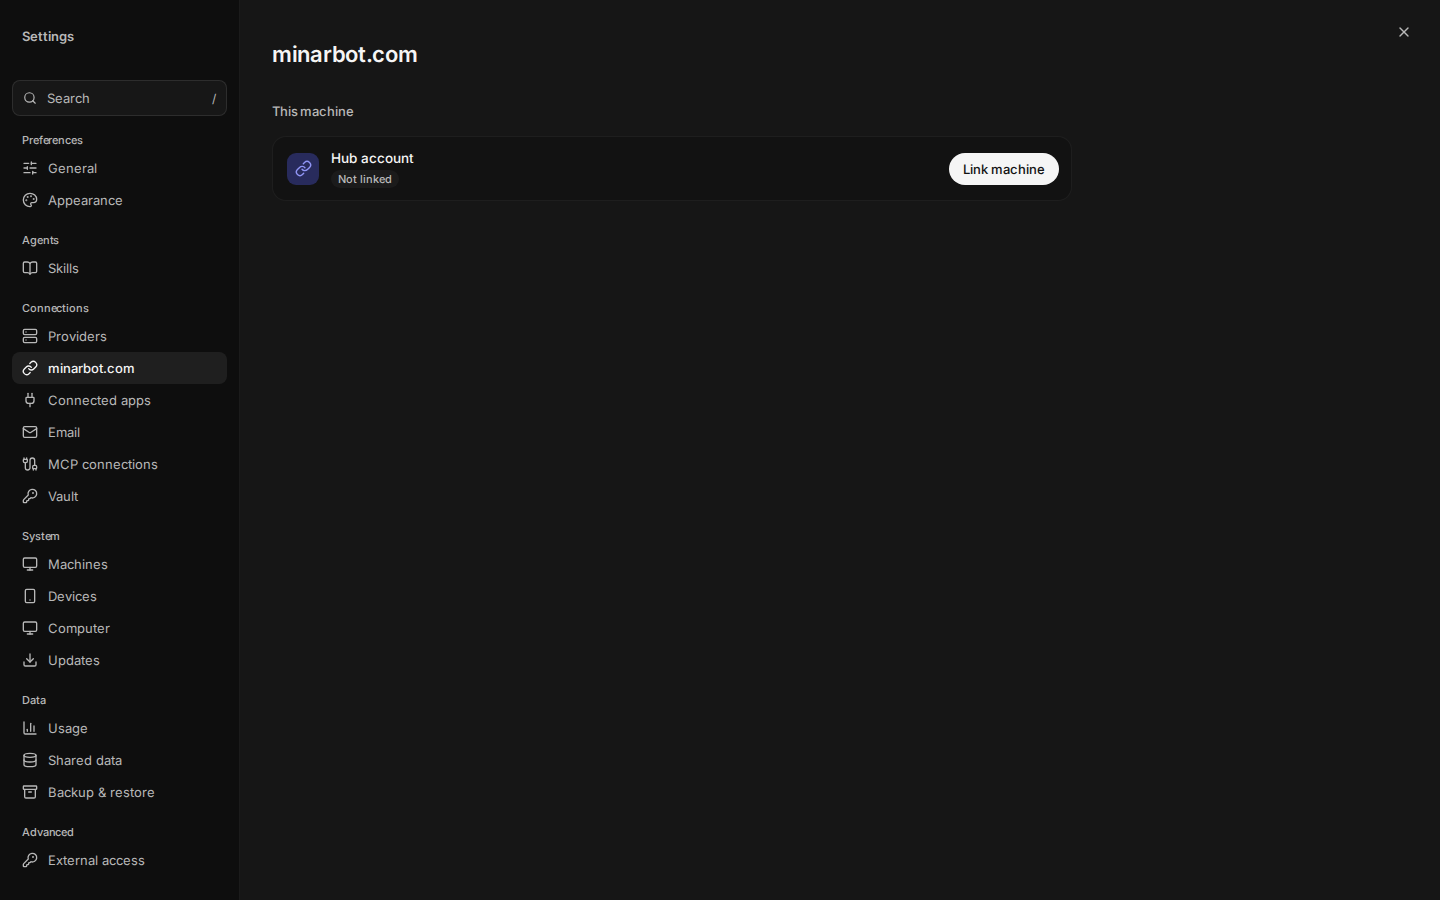 Settings
Search /
Preferences
General
Appearance
Agents
Skills
Connections
Providers
minarbot.com
Connected apps
Email
MCP connections
Vault
System
Machines
Devices
Computer
Updates
Data
Usage
Shared data
Backup & restore
Advanced
External access
minarbot.com
This machine
Hub account
Not linked
Link machine